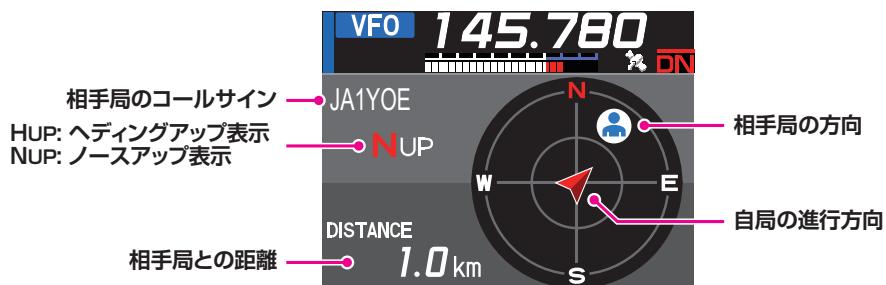 VFO 145.780
DN
相手局のコールサイン
JA1YOE
HUP: ヘディングアップ表示
NUP: ノースアップ表示
NUP
N
W
E
S
相手局の方向
自局の進行方向
DISTANCE
相手局との距離
1.0 km